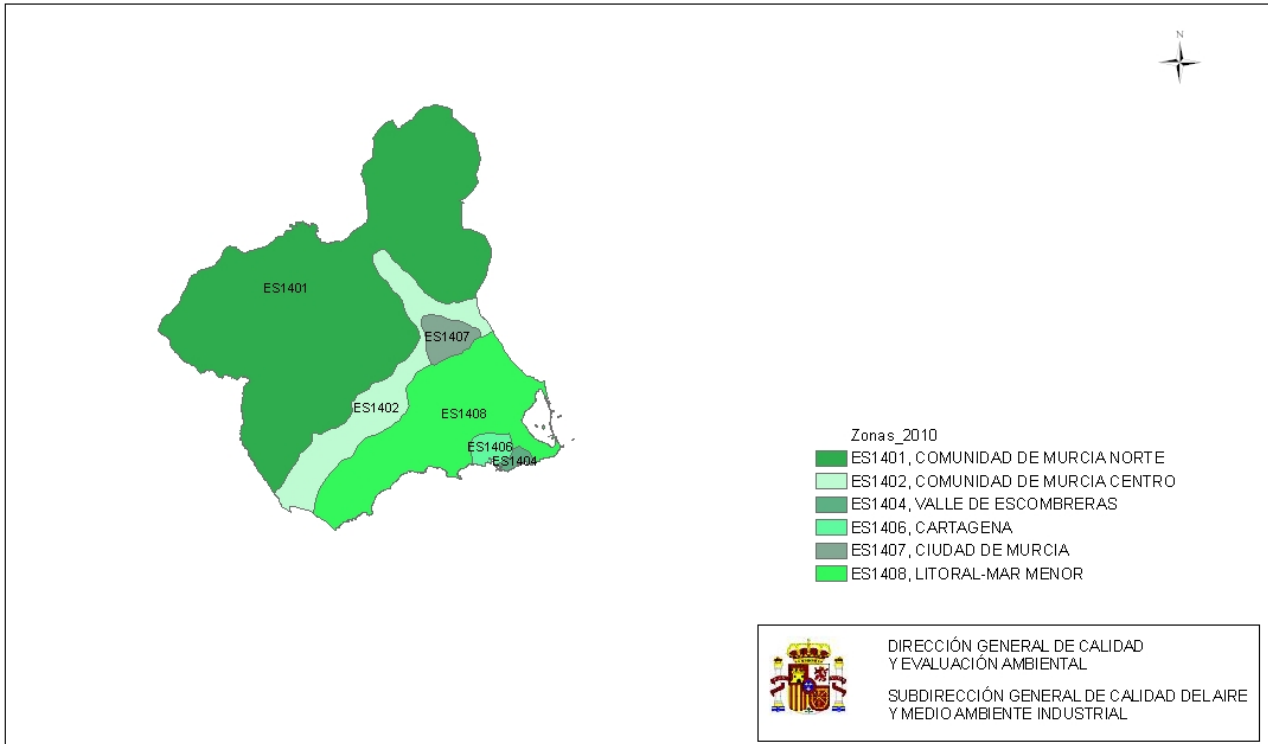 N
ES1401
ES1407
ES1402
ES1408
ES1406
ES1404
Zonas_2010
ES1401, COMUNIDAD DE MURCIA NORTE
ES1402, COMUNIDAD DE MURCIA CENTRO
ES1404, VALLE DE ESCOMBRERAS
ES1406, CARTAGENA
ES1407, CIUDAD DE MURCIA
ES1408, LITORAL-MAR MENOR
DIRECCIÓN GENERAL DE CALIDAD
Y EVALUACIÓN AMBIENTAL
SUBDIRECCIÓN GENERAL DE CALIDAD DEL AIRE
Y MEDIO AMBIENTE INDUSTRIAL